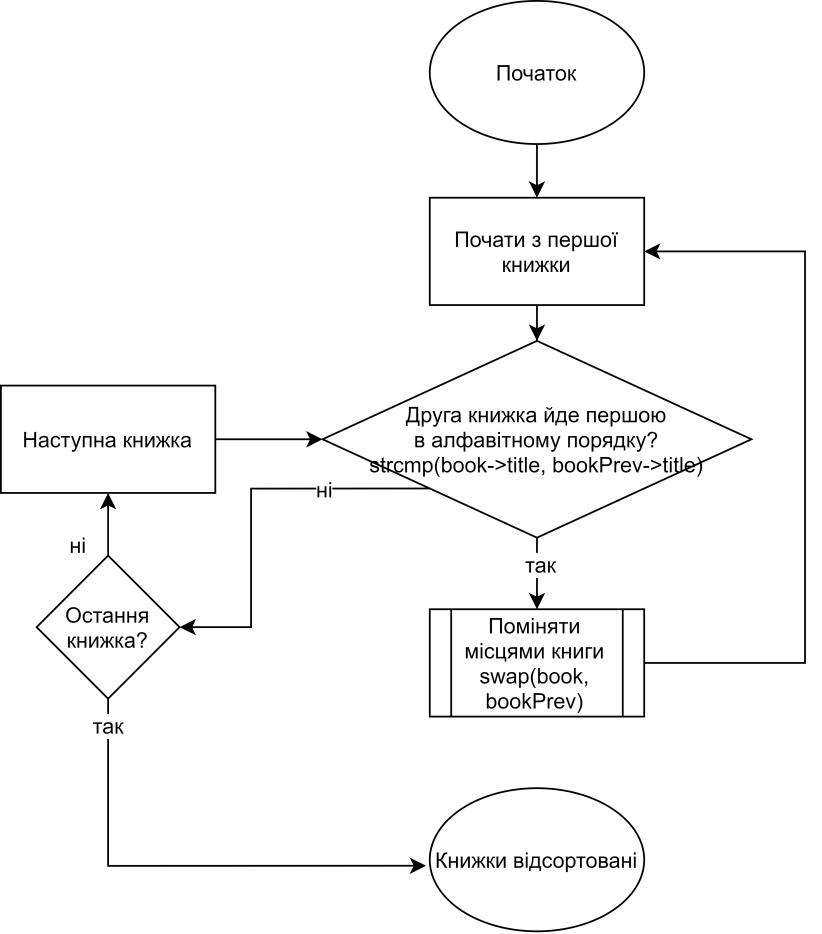 Початок
Почати з першої
книжки
Друга книжка йде першою
в алфавітному порядку?
strcmp(book->title, bookPrev->title)
Наступна книжка
ні
ні
так
Остання
книжка?
Поміняти
місцями книги
swap(book,
bookPrev)
так
Книжки відсортовані